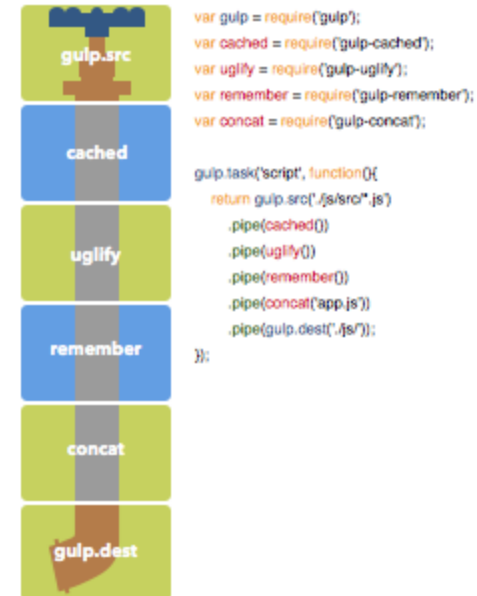 gulp.src
cached
uglify
remember
concat
gulp.dest
var gulp = require('gulp');
var cached = require('gulp-cached');
var uglify = require('gulp-uglify');
var remember = require('gulp-remember');
var concat = require('gulp-concat');
gulp.task('script', function(){
return gulp.src('./js/src/*.js')
.pipe(cached())
.pipe(uglify())
.pipe(remember())
.pipe(concat('app.js'))
.pipe(gulp.dest('./js/'));
});